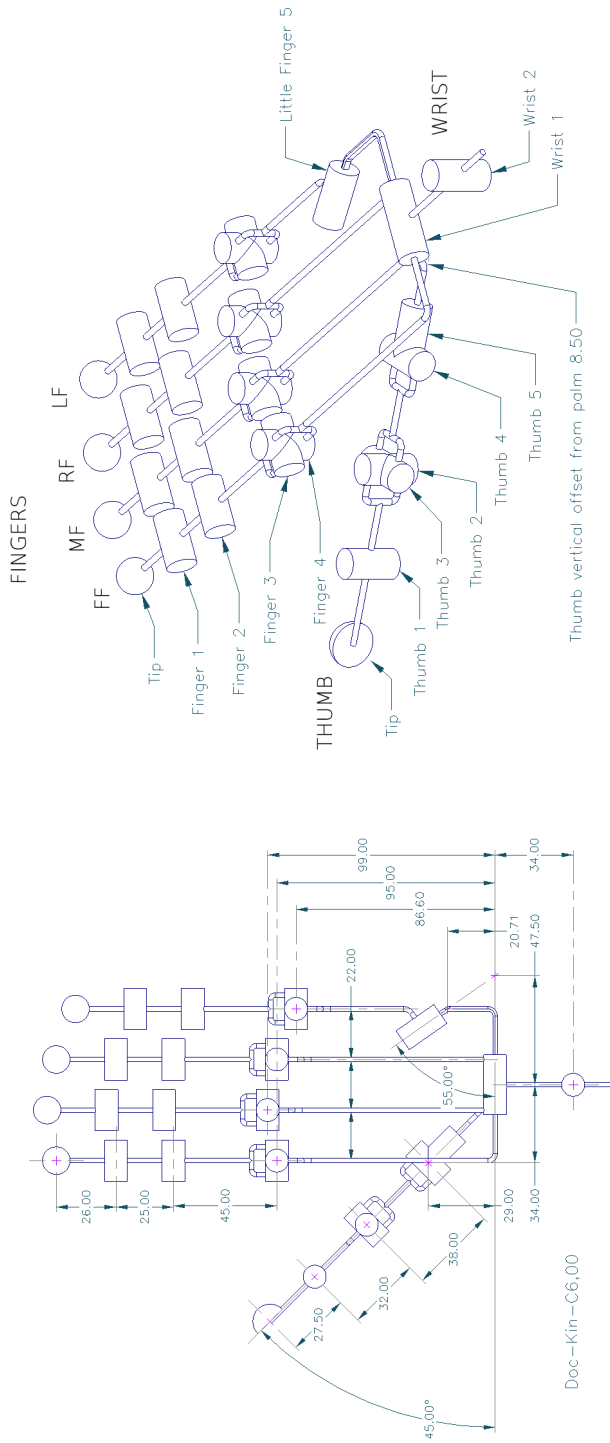 FINGERS
LF
RF
MF
FF
Tip
Finger 1
Finger 2
Finger 3
Finger 4
Little Finger 5
WRIST
Wrist 2
Wrist 1
THUMB
Tip
Thumb 1
Thumb 3
Thumb 2
Thumb 4
Thumb 5
Thumb vertical offset from palm 8.50
26.00
25.00
45.00
22.00
99.00
95.00
86.60
20.71
34.00
47.50
55.00°
29.00
34.00
38.00
32.00
27.50
45.00°
Doc-Kin-C6,00